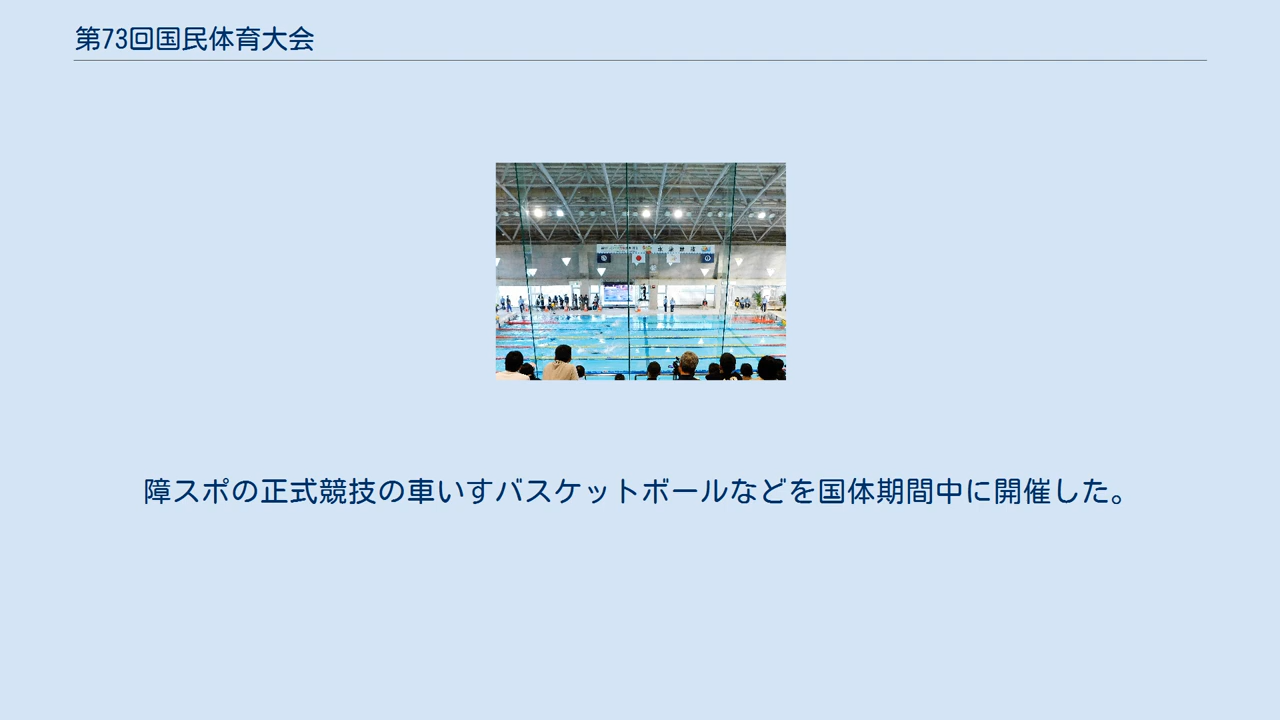 第73回国民体育大会
障スポの正式競技の車いすバスケットボールなどを国体期間中に開催した。